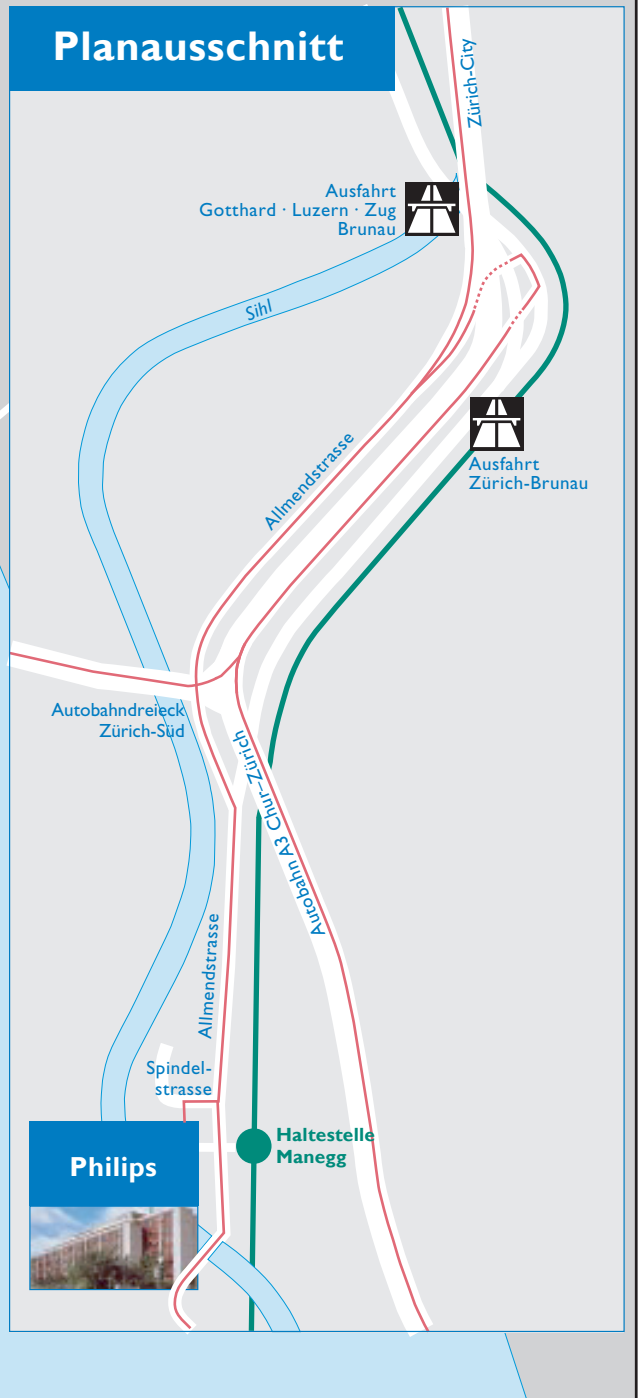 Planausschnitt
Zürich-City
Ausfahrt
Gotthard · Luzern · Zug
Brunau
Sihl
Allmendstrasse
Ausfahrt
Zürich-Brunau
Autobahndreieck
Zürich-Süd
Autobahn A3 Chur–Zürich
Allmendstrasse
Spindel-
strasse
Haltestelle
Manegg
Philips